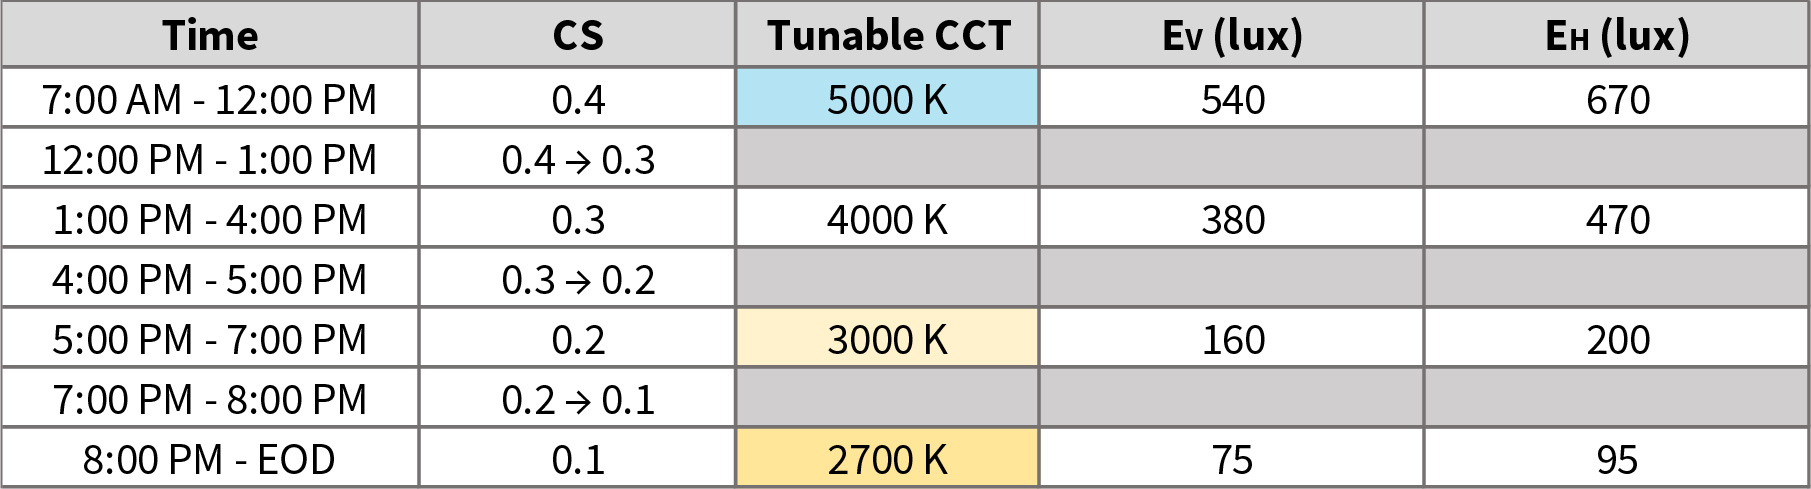 Time CS Tunable CCT EV (lux) EH (lux)
7:00 AM - 12:00 PM 0.4 5000 K 540 670
12:00 PM - 1:00 PM 0.4 → 0.3
1:00 PM - 4:00 PM 0.3 4000 K 380 470
4:00 PM - 5:00 PM 0.3 → 0.2
5:00 PM - 7:00 PM 0.2 3000 K 160 200
7:00 PM - 8:00 PM 0.2 → 0.1
8:00 PM - EOD 0.1 2700 K 75 95